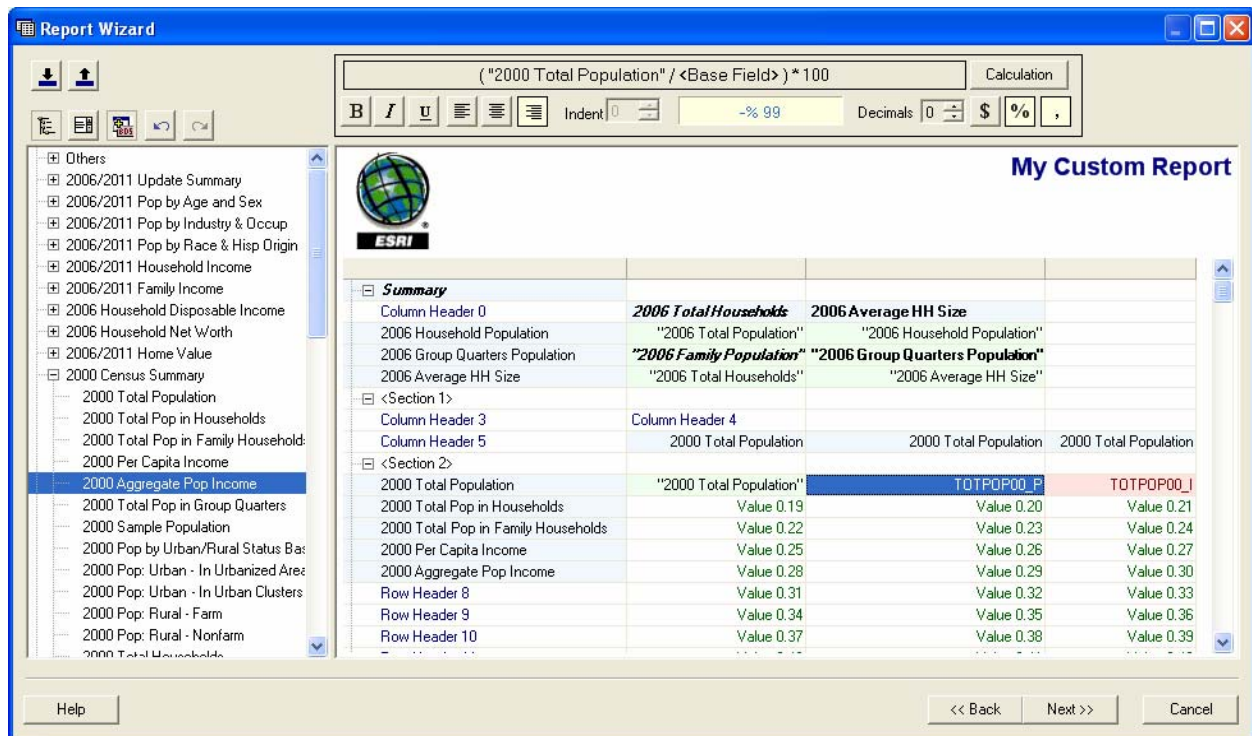 Report Wizard
("2000 Total Population" / <Base Field>)*100
Calculation
B I U
Indent 0
-% 99
Decimals 0
$ % ,
BDS
Others
2006/2011 Update Summary
2006/2011 Pop by Age and Sex
2006/2011 Pop by Industry & Occup
2006/2011 Pop by Race & Hisp Origin
2006/2011 Household Income
2006/2011 Family Income
2006 Household Disposable Income
2006 Household Net Worth
2006/2011 Home Value
2000 Census Summary
2000 Total Population
2000 Total Pop in Households
2000 Total Pop in Family Household
2000 Per Capita Income
2000 Aggregate Pop Income
2000 Total Pop in Group Quarters
2000 Sample Population
2000 Pop by Urban/Rural Status Bas
2000 Pop: Urban - In Urbanized Area
2000 Pop: Urban - In Urban Clusters
2000 Pop: Rural - Farm
2000 Pop: Rural - Nonfarm
2000 Total Households
ESRI
My Custom Report
Summary
Column Header 0 2006 Total Households 2006 Average HH Size
2006 Household Population "2006 Total Population" "2006 Household Population"
2006 Group Quarters Population "2006 Family Population" "2006 Group Quarters Population"
2006 Average HH Size "2006 Total Households" "2006 Average HH Size"
<Section 1>
Column Header 3 Column Header 4
Column Header 5 2000 Total Population 2000 Total Population 2000 Total Population
<Section 2>
2000 Total Population "2000 Total Population" TOTPOP00_P TOTPOP00_I
2000 Total Pop in Households Value 0.19 Value 0.20 Value 0.21
2000 Total Pop in Family Households Value 0.22 Value 0.23 Value 0.24
2000 Per Capita Income Value 0.25 Value 0.26 Value 0.27
2000 Aggregate Pop Income Value 0.28 Value 0.29 Value 0.30
Row Header 8 Value 0.31 Value 0.32 Value 0.33
Row Header 9 Value 0.34 Value 0.35 Value 0.36
Row Header 10 Value 0.37 Value 0.38 Value 0.39
Help
<< Back
Next >>
Cancel